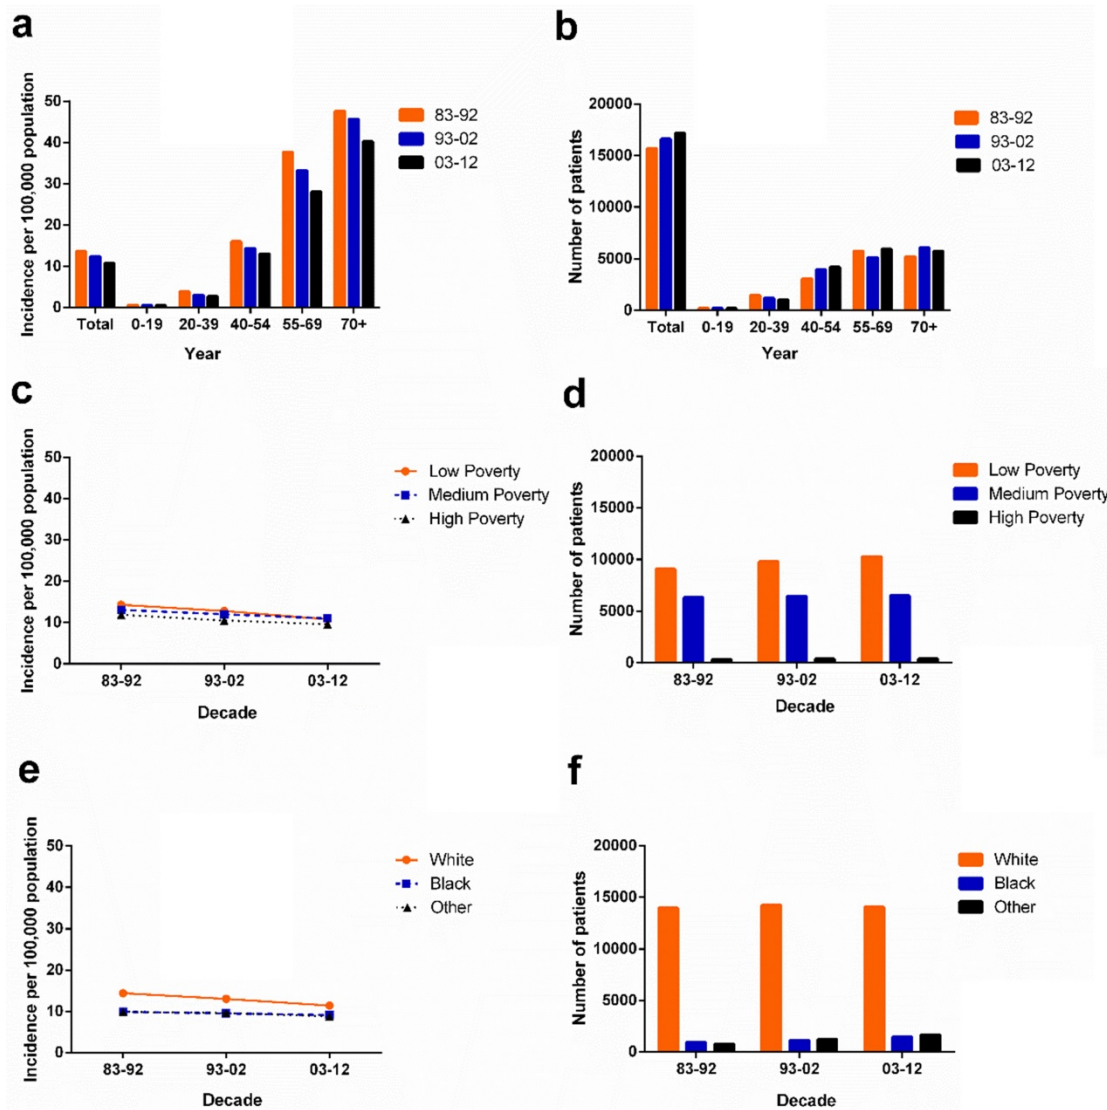 a
Incidence per 100,000 population
50
40
30
20
10
0
Total 0-19 20-39 40-54 55-69 70+
Year
83-92
93-02
03-12
b
Number of patients
20000
15000
10000
5000
0
Total 0-19 20-39 40-54 55-69 70+
Year
83-92
93-02
03-12
c
Incidence per 100,000 population
50
40
30
20
10
0
83-92 93-02 03-12
Decade
Low Poverty
Medium Poverty
High Poverty
d
Number of patients
20000
15000
10000
5000
0
83-92 93-02 03-12
Decade
Low Poverty
Medium Poverty
High Poverty
e
Incidence per 100,000 population
50
40
30
20
10
0
83-92 93-02 03-12
Decade
White
Black
Other
f
Number of patients
20000
15000
10000
5000
0
83-92 93-02 03-12
Decade
White
Black
Other